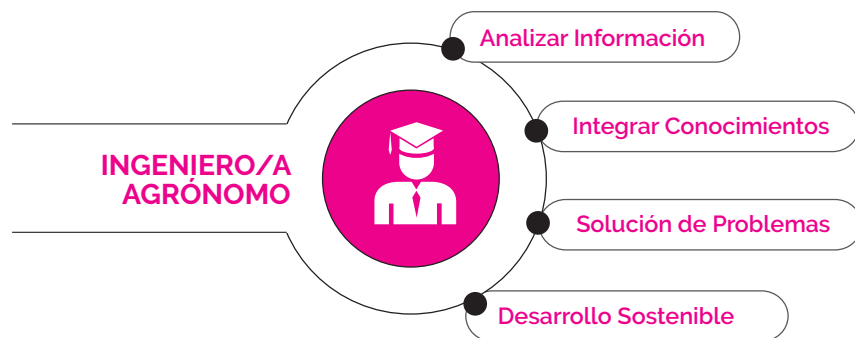 Analizar Información
Integrar Conocimientos
INGENIERO/A
AGRÓNOMO
Solución de Problemas
Desarrollo Sostenible